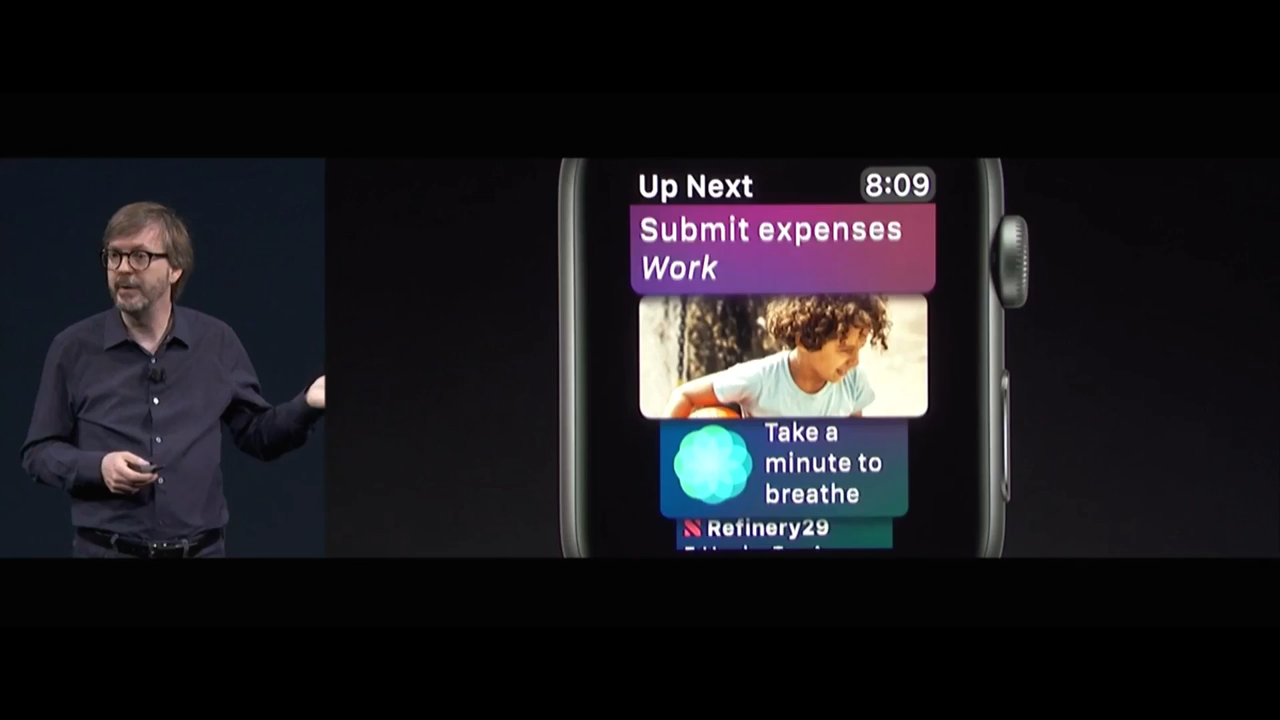 Up Next
8:09
Submit expenses
Work
Take a
minute to
breathe
Refinery29